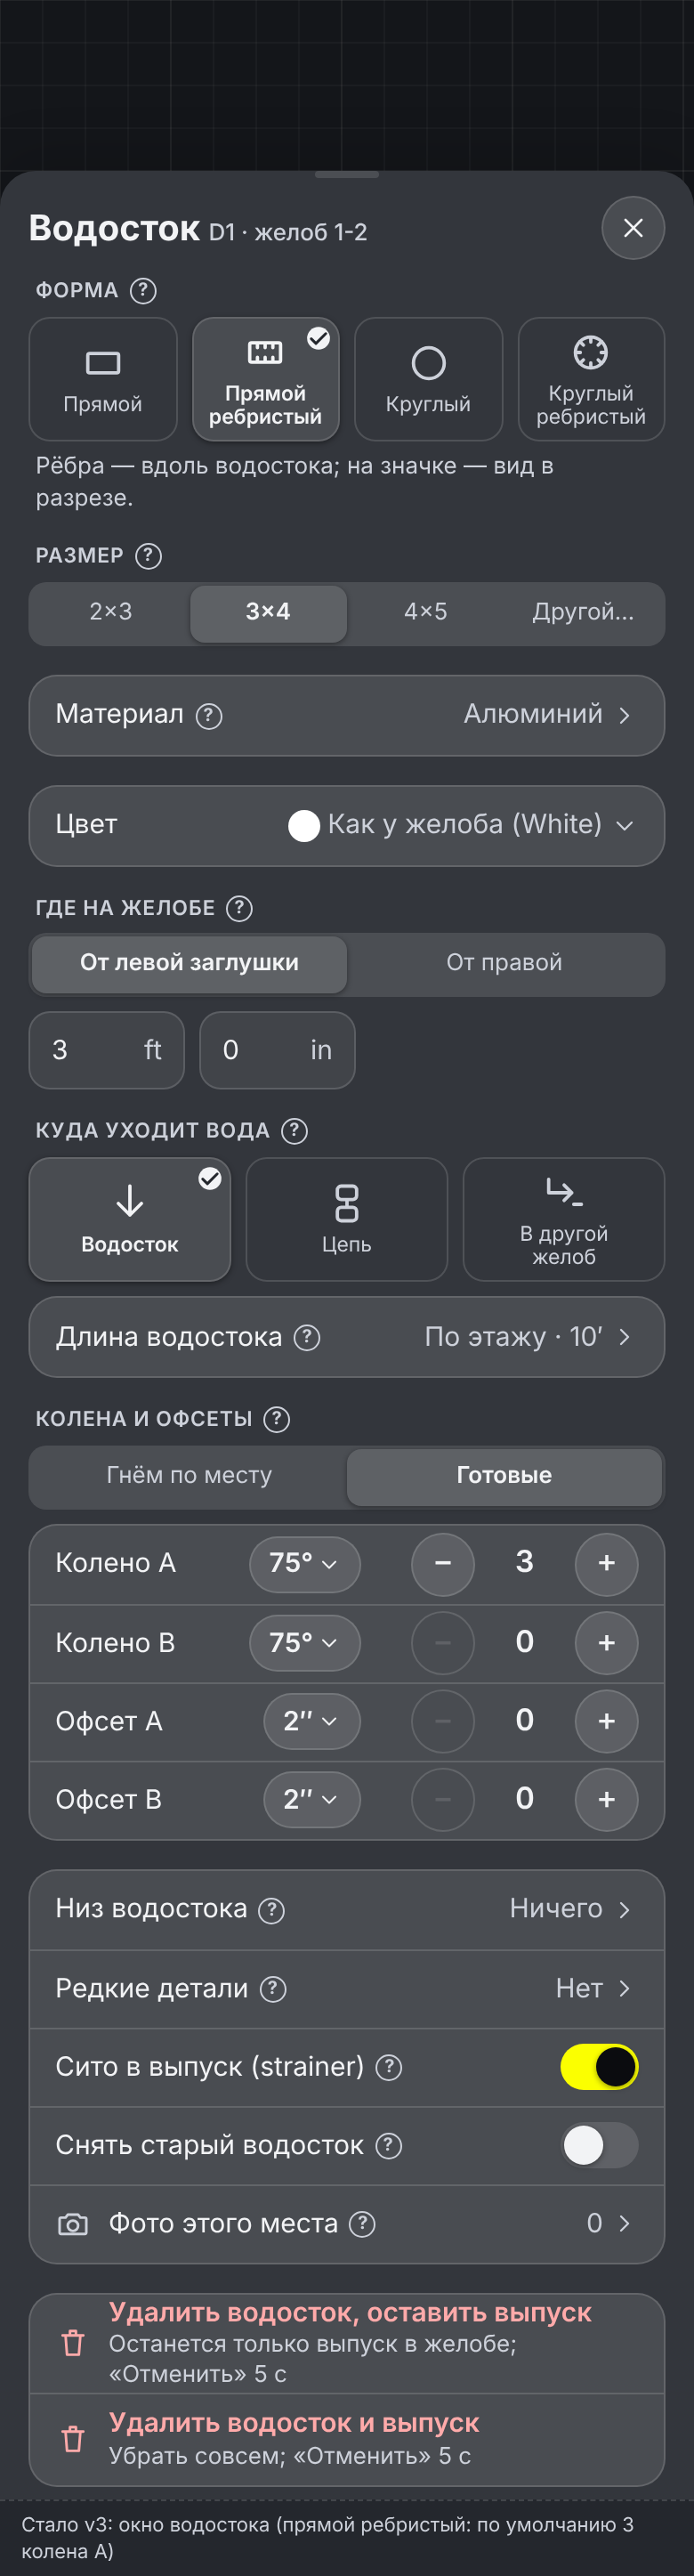 Водосток D1 · желоб 1-2
ФОРМА ?
Прямой
Прямой
ребристый
Круглый
Круглый
ребристый
Рёбра — вдоль водостока; на значке — вид в
разрезе.
РАЗМЕР ?
2×3 3×4 4×5 Другой...
Материал ? Алюминий
Цвет Как у желоба (White)
ГДЕ НА ЖЕЛОБЕ ?
От левой заглушки От правой
3 ft 0 in
КУДА УХОДИТ ВОДА ?
Водосток
Цепь
В другой
желоб
Длина водостока ? По этажу · 10′
КОЛЕНА И ОФСЕТЫ ?
Гнём по месту Готовые
Колено A 75° − 3 +
Колено B 75° − 0 +
Офсет A 2″ − 0 +
Офсет B 2″ − 0 +
Низ водостока ? Ничего
Редкие детали ? Нет
Сито в выпуск (strainer) ?
Снять старый водосток ?
Фото этого места ? 0
Удалить водосток, оставить выпуск
Останется только выпуск в желобе;
«Отменить» 5 с
Удалить водосток и выпуск
Убрать совсем; «Отменить» 5 с
Стало v3: окно водостока (прямой ребристый: по умолчанию 3
колена A)